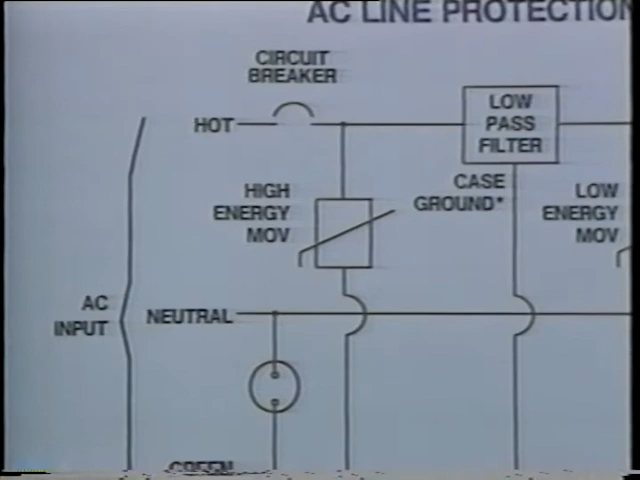 AC LINE PROTECTION
CIRCUIT
BREAKER
HOT
LOW
PASS
FILTER
HIGH
ENERGY
MOV
CASE
GROUND*
LOW
ENERGY
MOV
AC
INPUT
NEUTRAL
GREEN